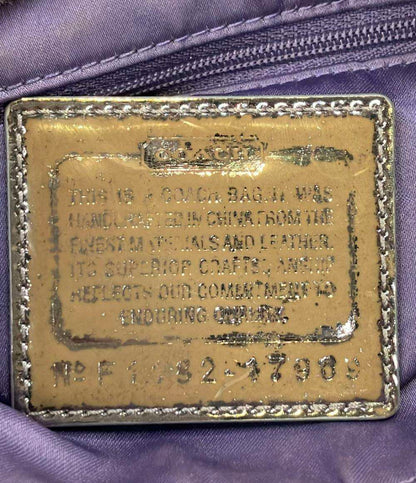 COACH
THIS IS A COACH BAG. IT WAS
HANDCRAFTED IN CHINA FROM THE
FINEST MATERIALS AND LEATHER.
ITS SUPERIOR CRAFTSMANSHIP
REFLECTS OUR COMMITMENT TO
ENDURING QUALITY.